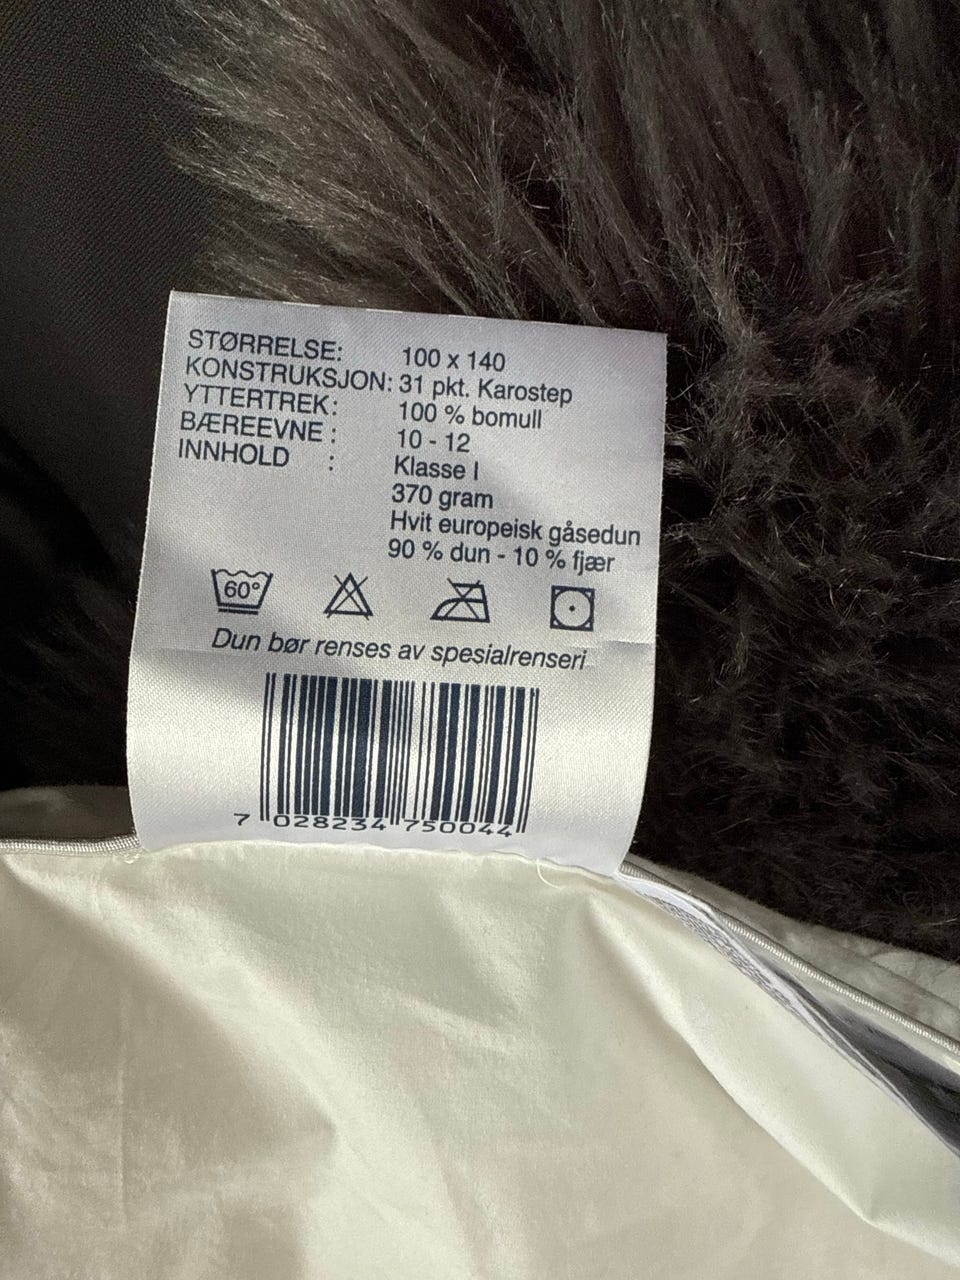 STØRRELSE: 100 x 140
KONSTRUKSJON: 31 pkt. Karostep
YTTERTREK: 100 % bomull
BÆREEVNE : 10 - 12
INNHOLD : Klasse I
370 gram
Hvit europeisk gåsedun
90 % dun - 10 % fjær
60°
Dun bør renses av spesialrenseri
7 028234 750044